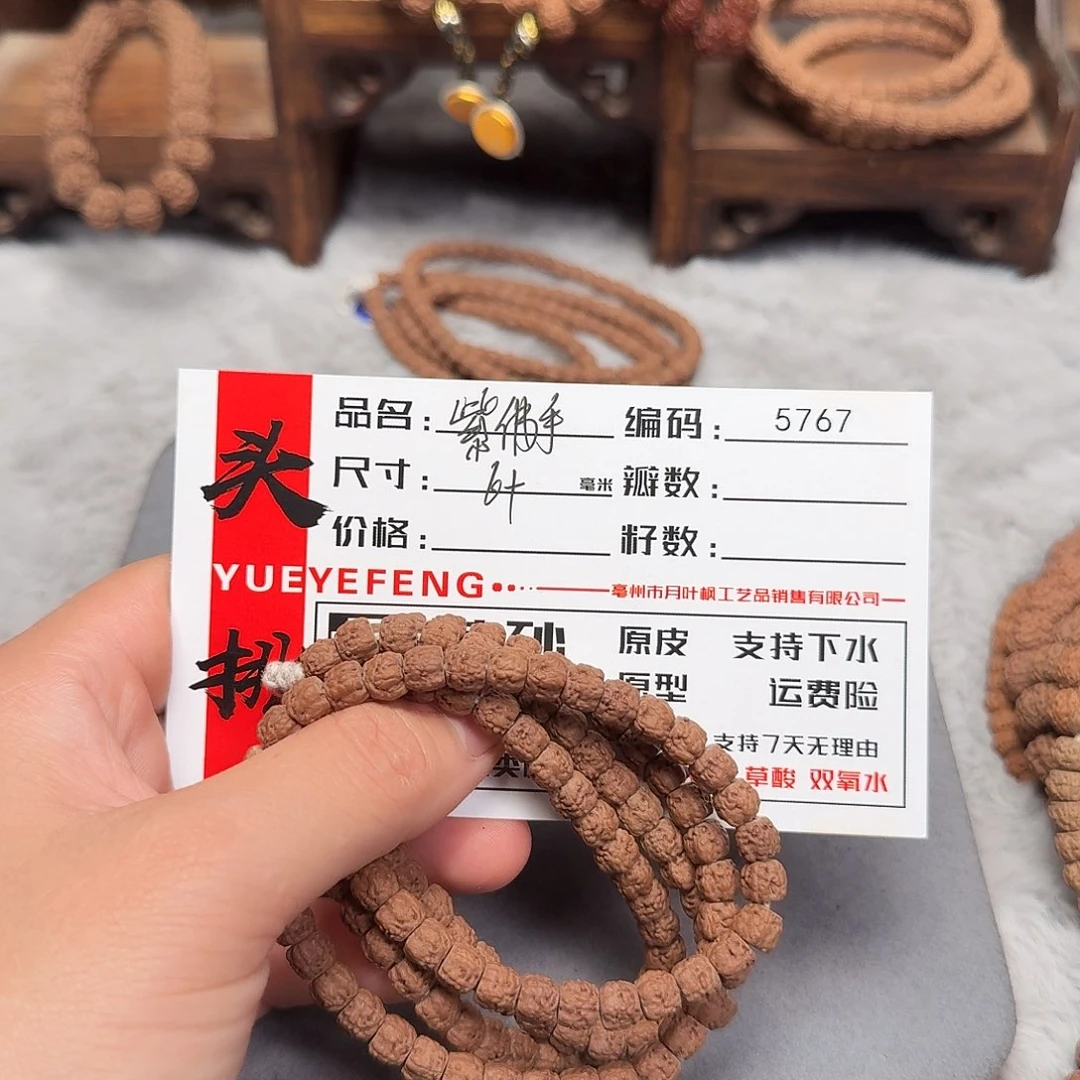 头挑
品名: 紫佛手 编码: 5767
尺寸: 6+ 毫米 瓣数:
价格: 籽数:
YUEYEFENG
亳州市月叶枫工艺品销售有限公司
原皮 支持下水
原型 运费险
支持7天无理由
草酸 双氧水